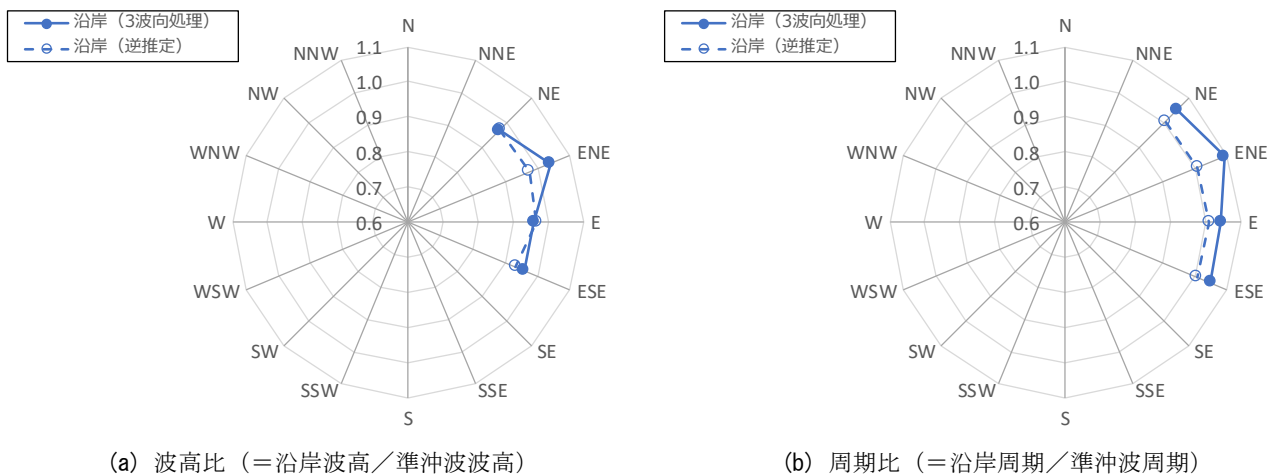 沿岸（3波向処理）
沿岸（逆推定）
N
NNE
NE
ENE
E
ESE
SE
SSE
S
SSW
SW
WSW
W
WNW
NW
NNW
1.1
1.0
0.9
0.8
0.7
0.6
(a) 波高比（＝沿岸波高／準沖波波高）
沿岸（3波向処理）
沿岸（逆推定）
N
NNE
NE
ENE
E
ESE
SE
SSE
S
SSW
SW
WSW
W
WNW
NW
NNW
1.1
1.0
0.9
0.8
0.7
0.6
(b) 周期比（＝沿岸周期／準沖波周期）